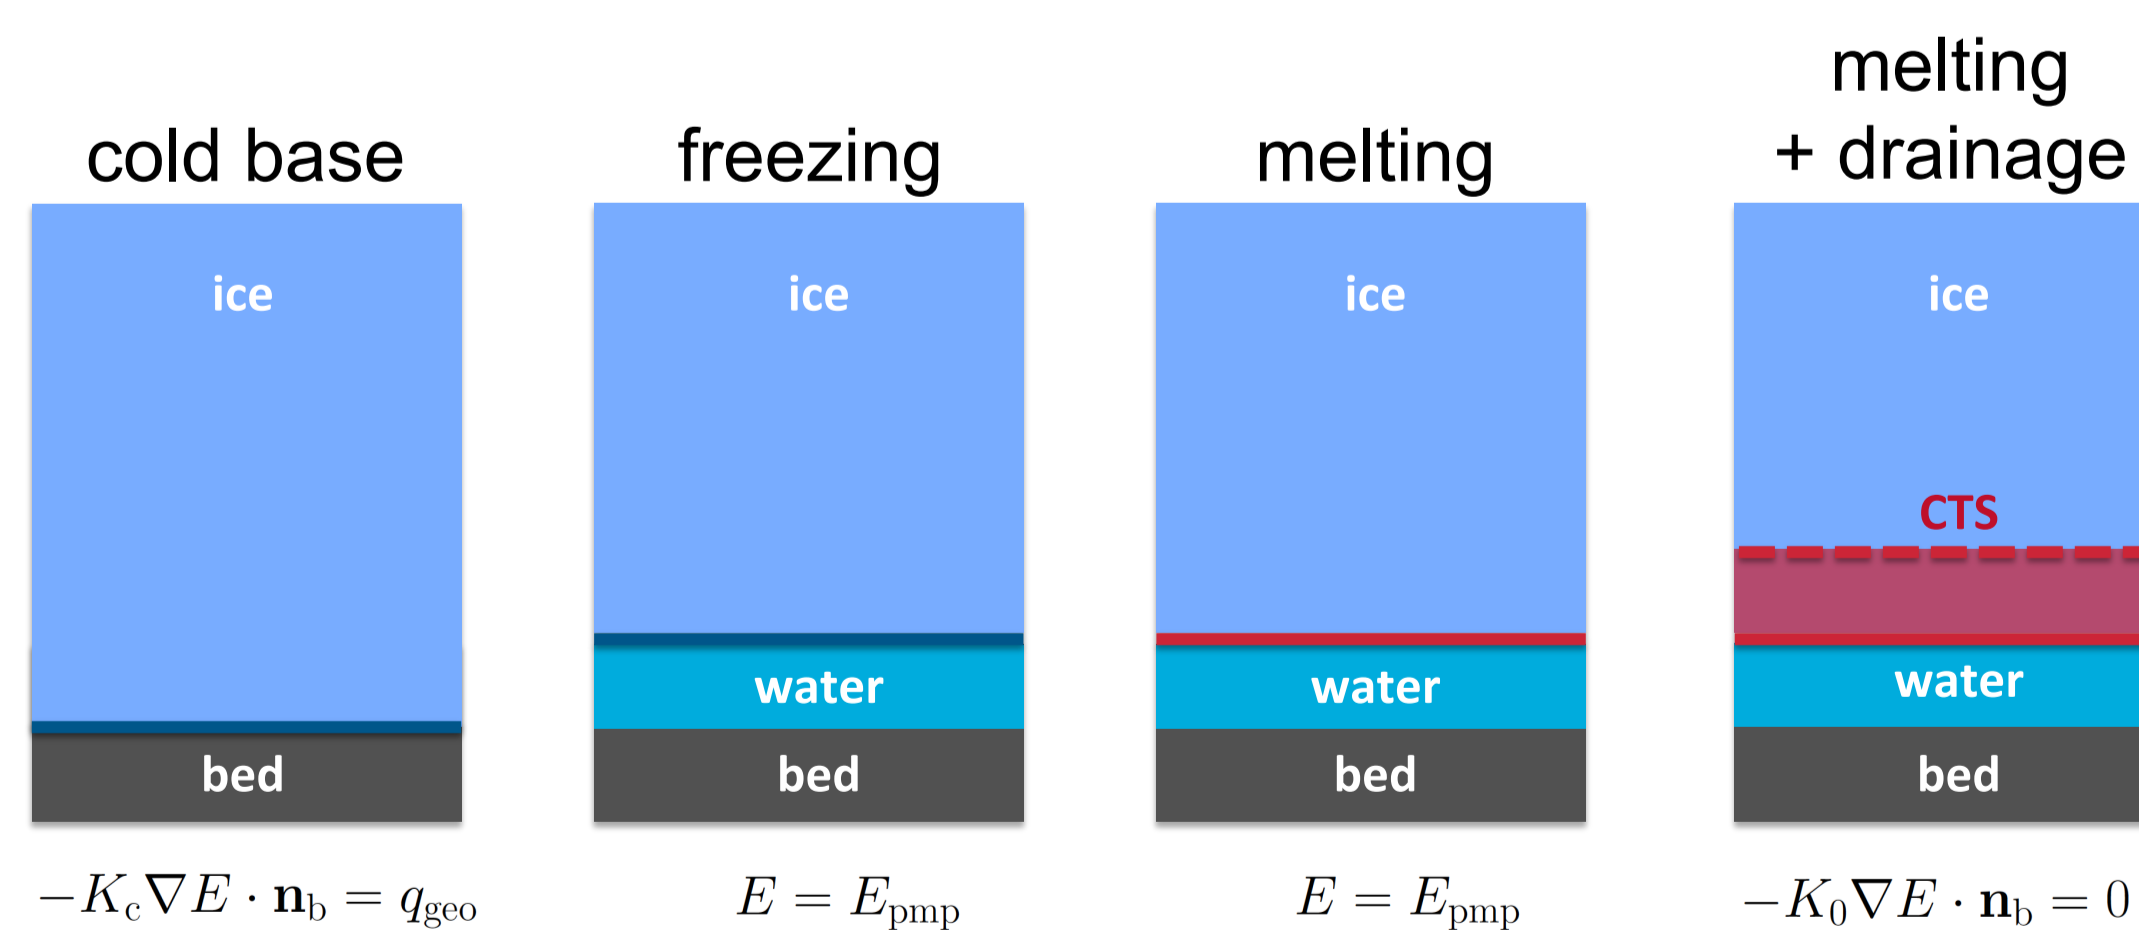 cold base
ice
bed
−K_c∇E · n_b = q_geo
freezing
ice
water
bed
E = E_pmp
melting
ice
water
bed
E = E_pmp
melting
+ drainage
ice
CTS
water
bed
−K_0∇E · n_b = 0